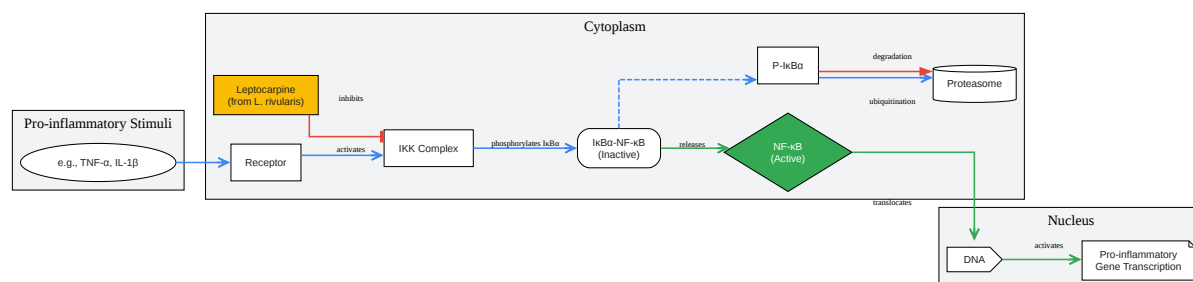 Cytoplasm
P-IκBα
degradation
Proteasome
ubiquitination
Leptocarpine
(from L. rivularis)
inhibits
Pro-inflammatory Stimuli
e.g., TNF-α, IL-1β
Receptor
activates
IKK Complex
phosphorylates IκBα
IκBα-NF-κB
(Inactive)
releases
NF-κB
(Active)
translocates
Nucleus
DNA
activates
Pro-inflammatory
Gene Transcription